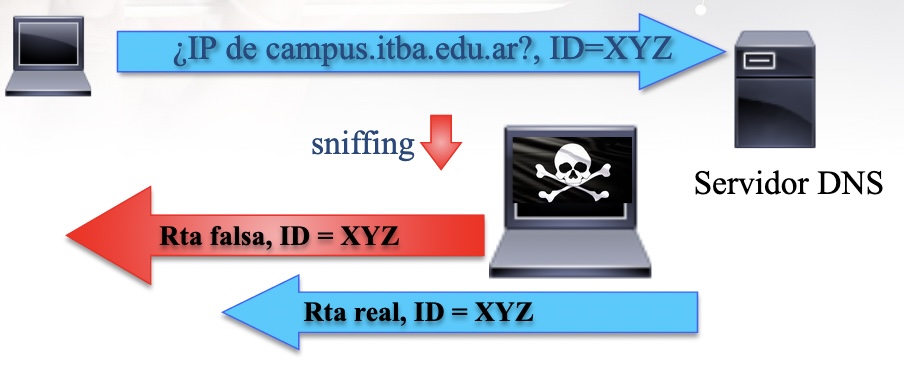 ¿IP de campus.itba.edu.ar?, ID=XYZ
sniffing
Servidor DNS
Rta falsa, ID = XYZ
Rta real, ID = XYZ